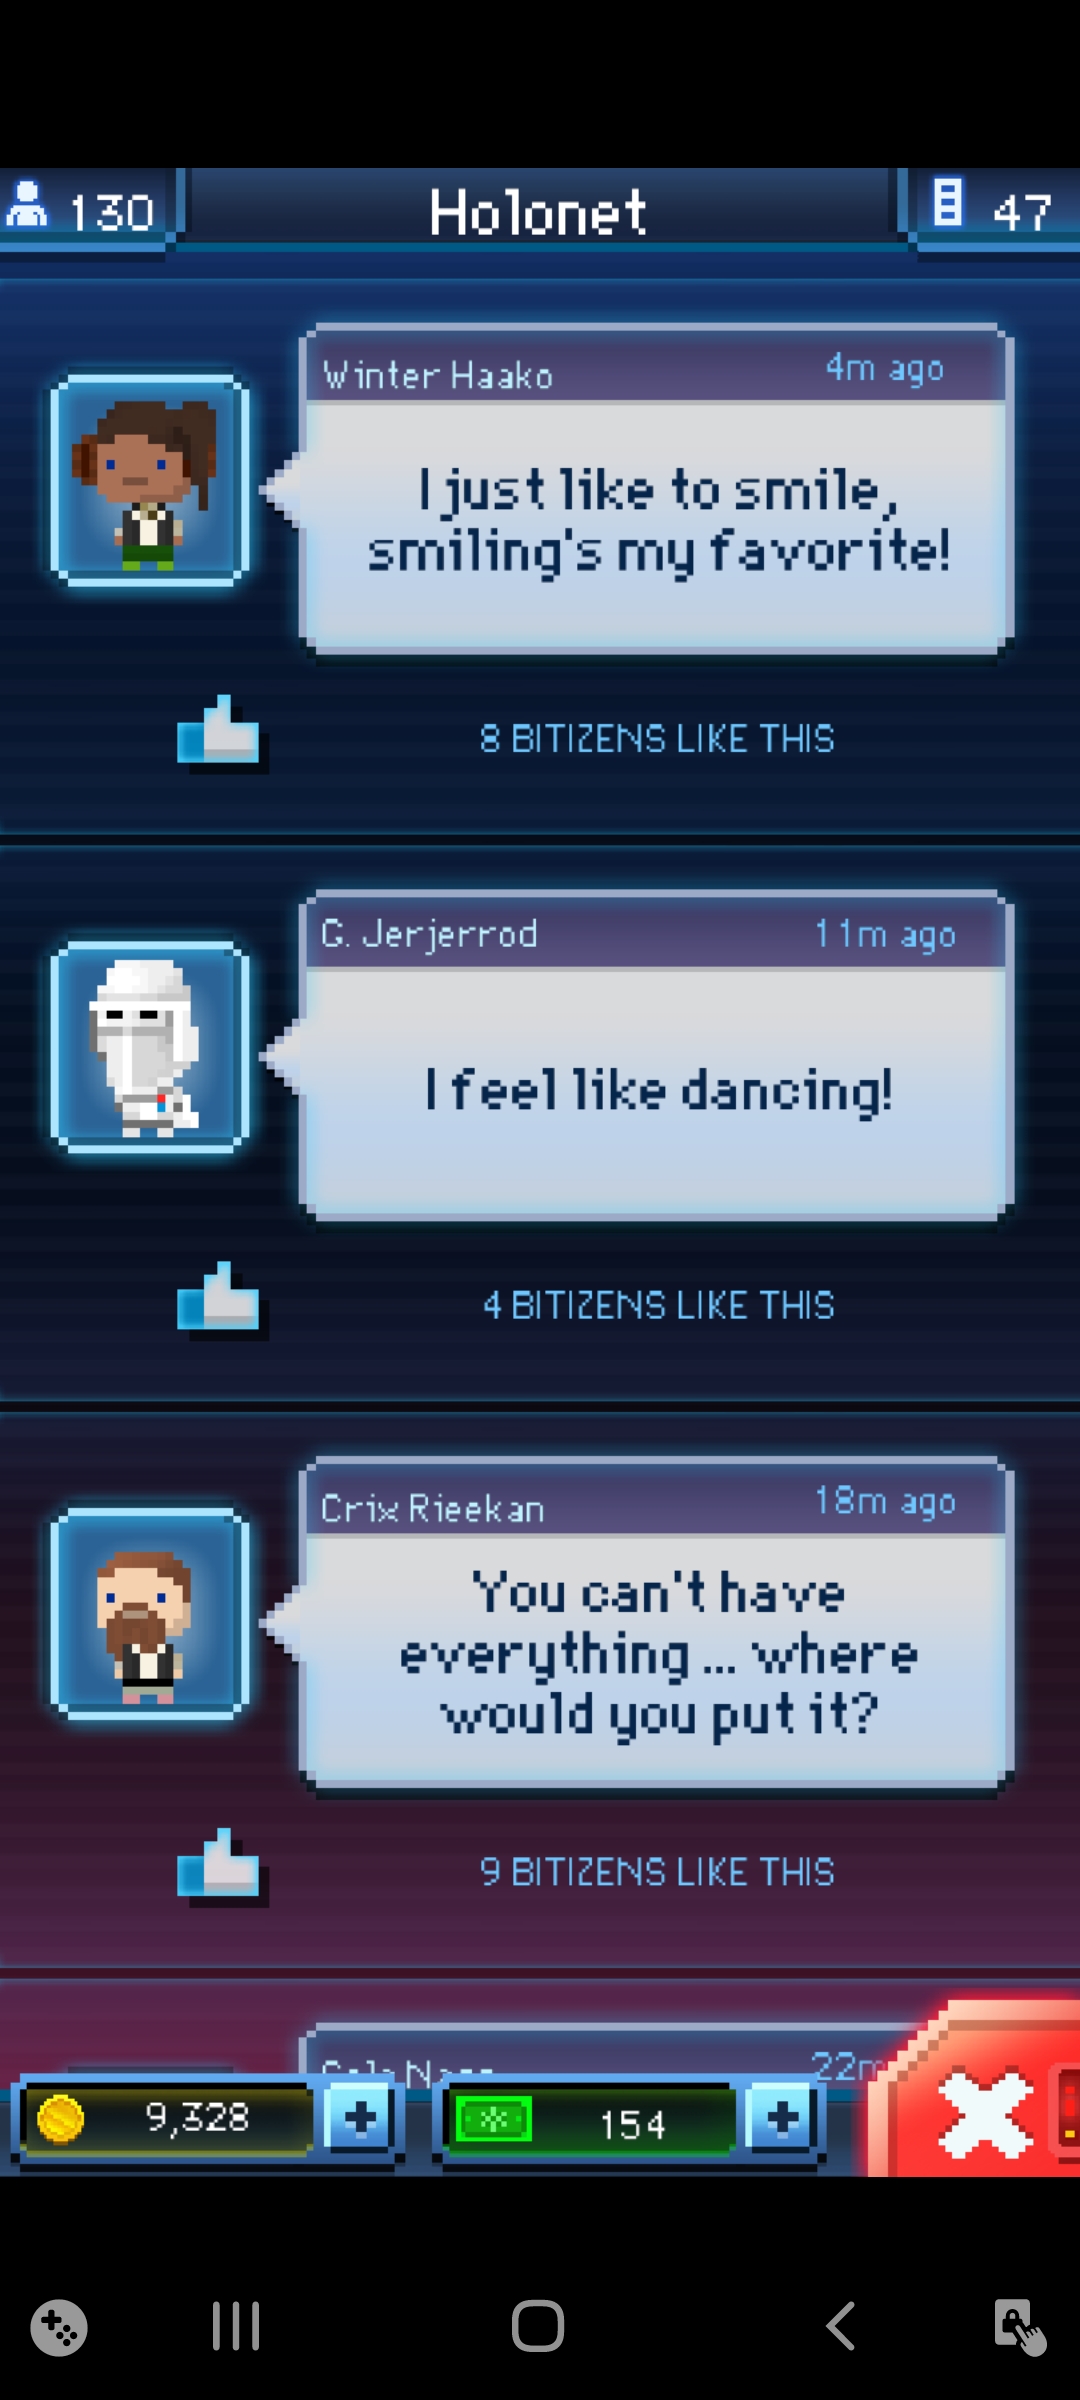 130
Holonet
47
Winter Haako
4m ago
I just like to smile,
smiling's my favorite!
8 BITIZENS LIKE THIS
G. Jerjerrod
11m ago
I feel like dancing!
4 BITIZENS LIKE THIS
Crix Rieekan
18m ago
You can't have
everything ... where
would you put it?
9 BITIZENS LIKE THIS
22m
9,328
154